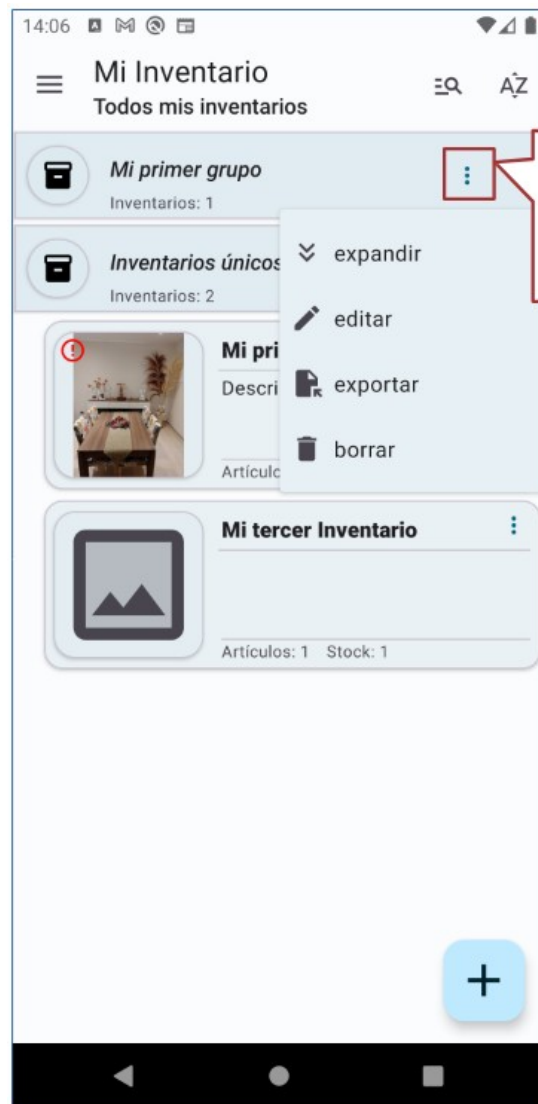 14:06
Mi Inventario
Todos mis inventarios
AZ
Mi primer grupo
Inventarios: 1
Inventarios únicos
Inventarios: 2
expandir
editar
exportar
borrar
Mi pri
Descri
Artículo
Mi tercer Inventario
Artículos: 1 Stock: 1